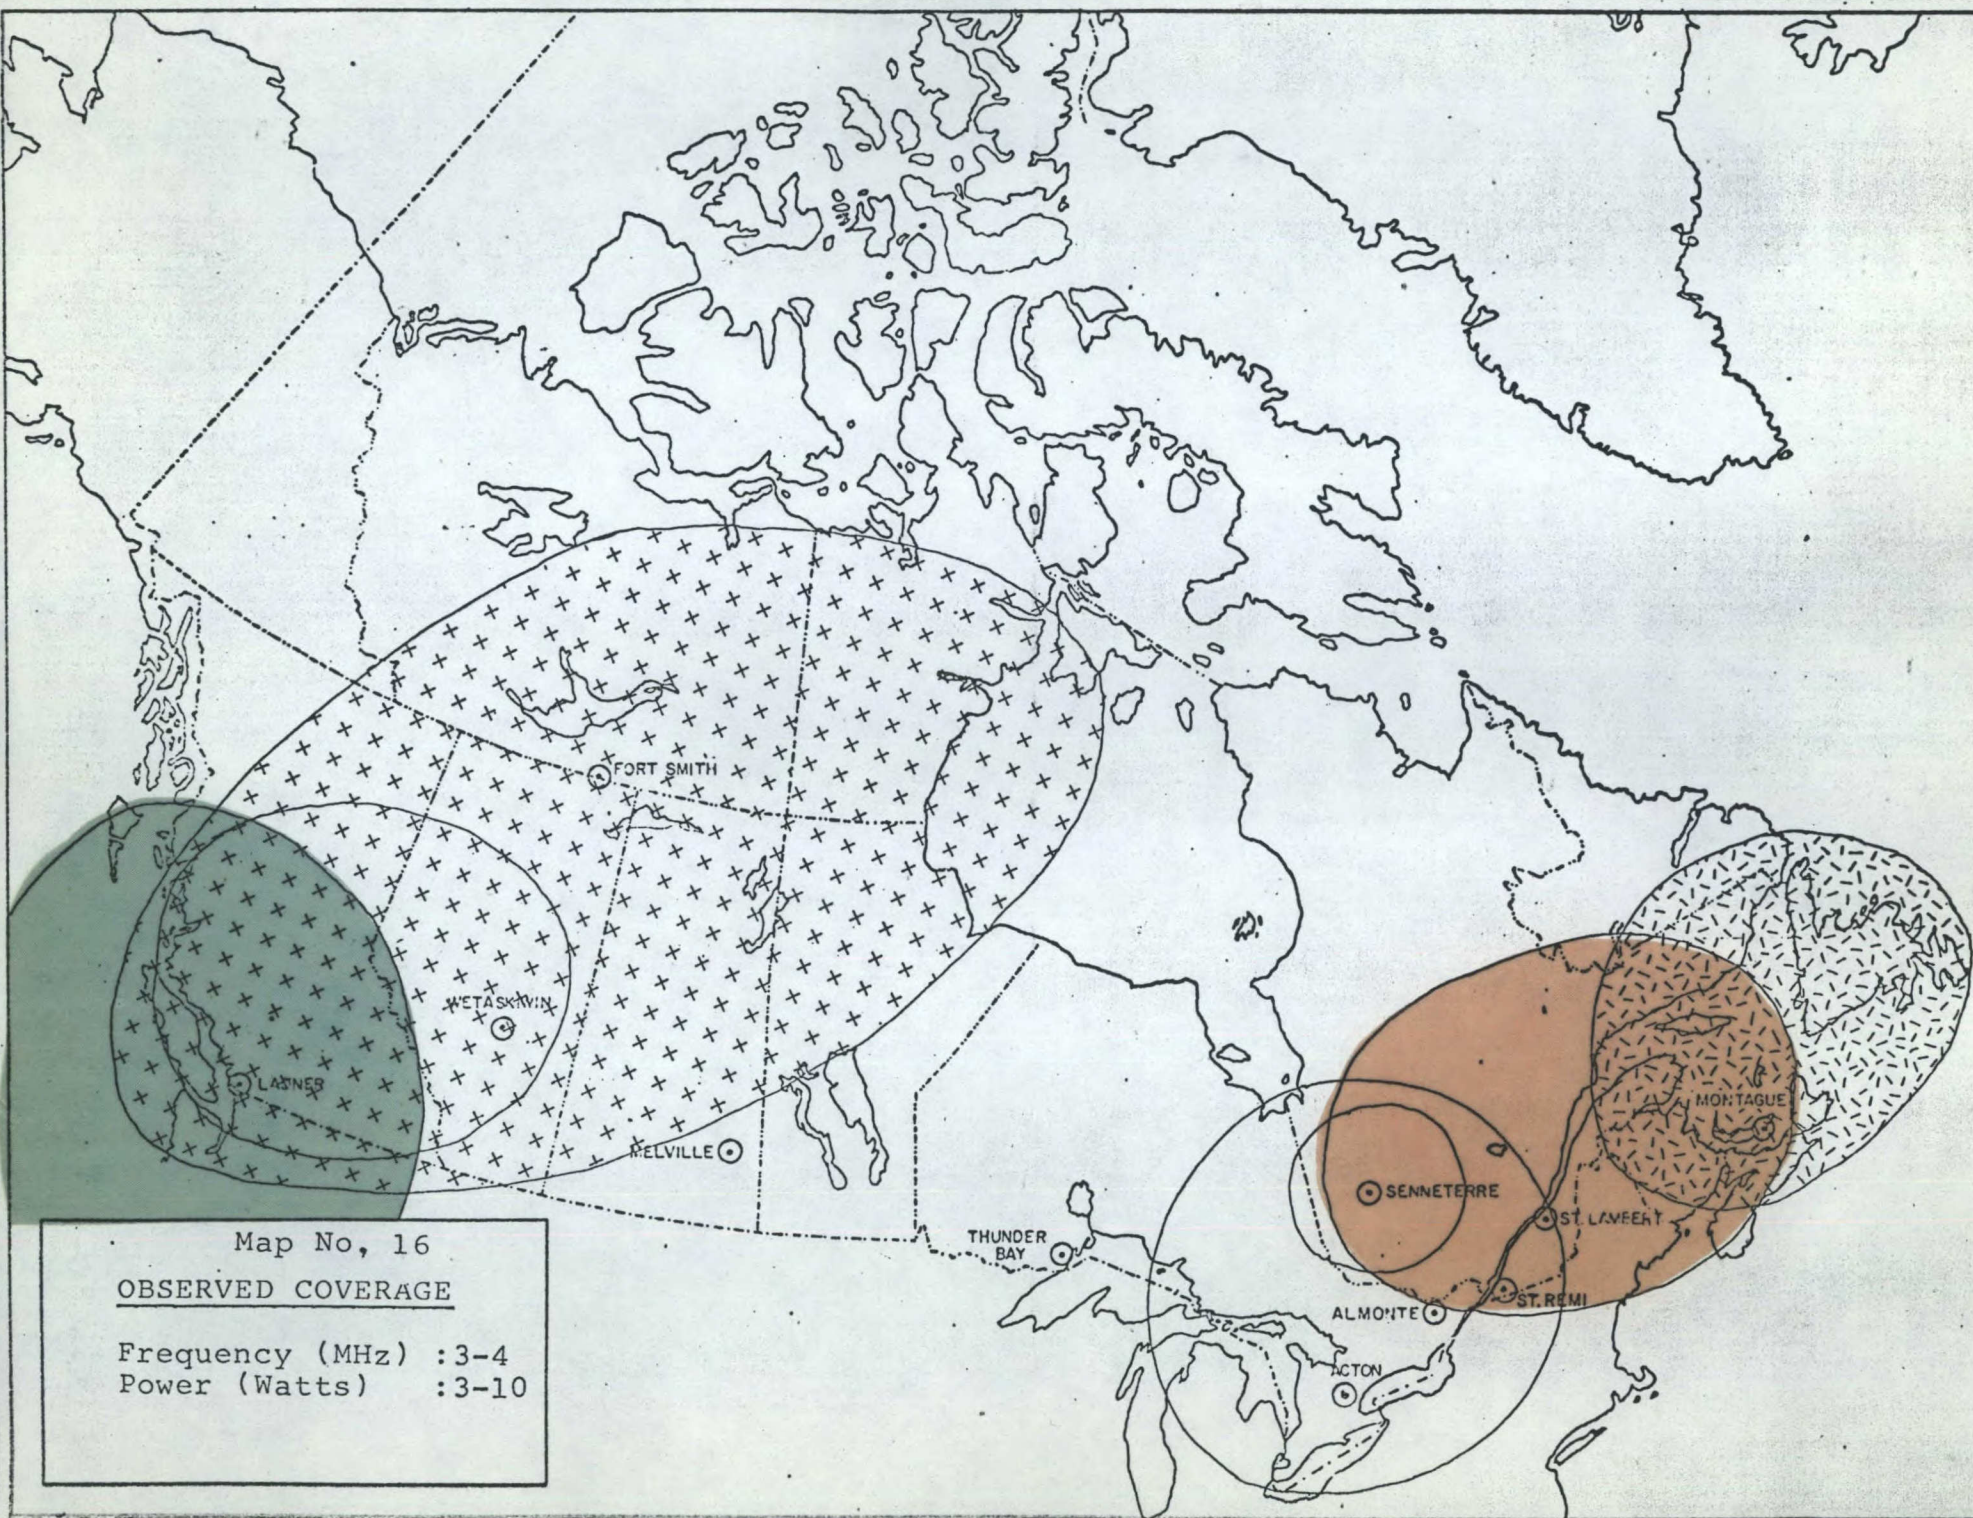 FORT SMITH
WETASKIWIN
LADNER
MELVILLE
THUNDER
BAY
SENNETERRE
ST. LAMBERT
ST. REMI
ALMONTE
ACTON
MONTAGUE
Map No, 16
OBSERVED COVERAGE
Frequency (MHz) :3-4
Power (Watts) :3-10